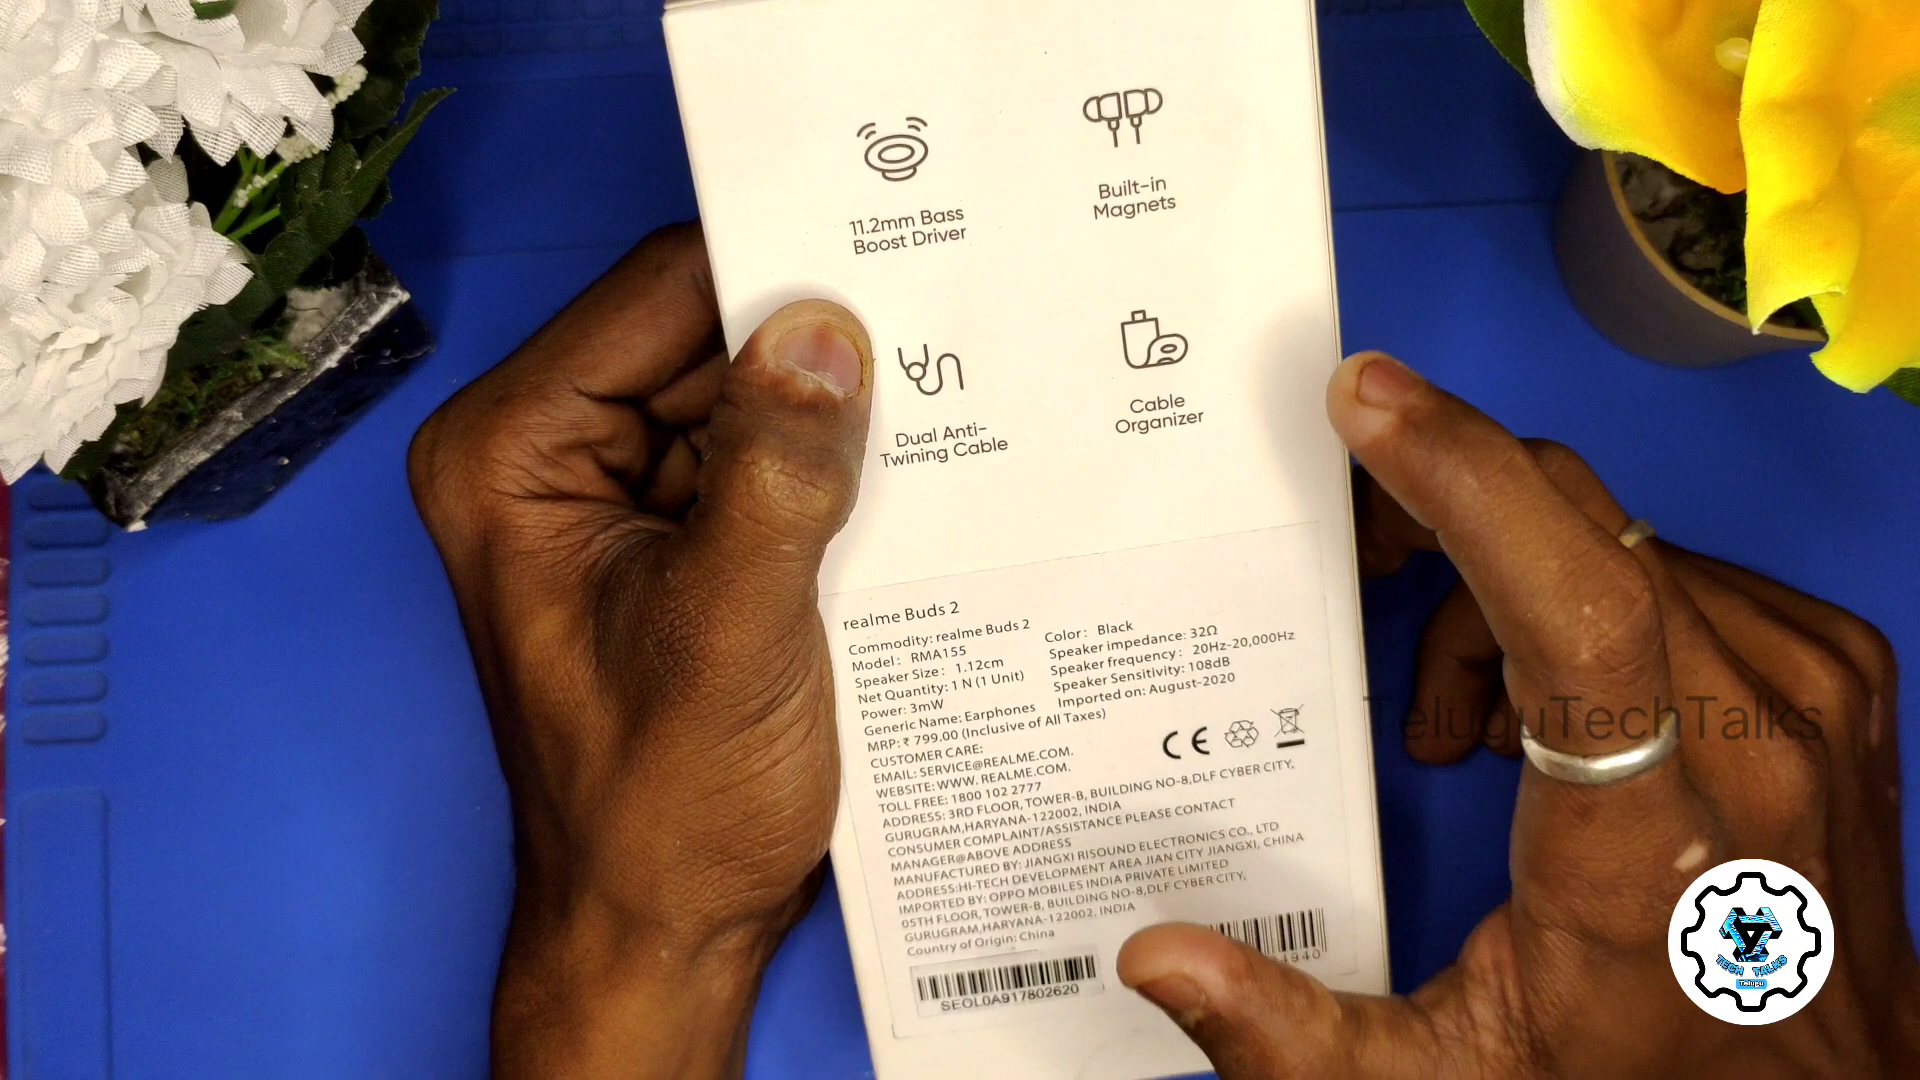 11.2mm Bass
Boost Driver
Built-in
Magnets
Dual Anti-
Twining Cable
Cable
Organizer
realme Buds 2
Commodity: realme Buds 2
Model: RMA155
Speaker Size: 1.12cm
Net Quantity: 1 N (1 Unit)
Power: 3mW
Generic Name: Earphones
MRP: ₹ 799.00 (Inclusive of All Taxes)
Color: Black
Speaker impedance: 32Ω
Speaker frequency: 20Hz-20,000Hz
Speaker Sensitivity: 108dB
Imported on: August-2020
CUSTOMER CARE:
EMAIL: SERVICE@REALME.COM.
WEBSITE: WWW. REALME.COM.
TOLL FREE: 1800 102 2777
ADDRESS: 3RD FLOOR, TOWER-B, BUILDING NO-8,DLF CYBER CITY,
GURUGRAM,HARYANA-122002, INDIA
CONSUMER COMPLAINT/ASSISTANCE PLEASE CONTACT
MANAGER@ABOVE ADDRESS
MANUFACTURED BY: JIANGXI RISOUND ELECTRONICS CO., LTD
ADDRESS:HI-TECH DEVELOPMENT AREA JIAN CITY JIANGXI, CHINA
IMPORTED BY: OPPO MOBILES INDIA PRIVATE LIMITED
05TH FLOOR, TOWER-B, BUILDING NO-8,DLF CYBER CITY,
GURUGRAM,HARYANA-122002, INDIA
Country of Origin: China
CE
SEOL0A917802620
4940
TeluguTechTalks
TECH TALKS
Telugu